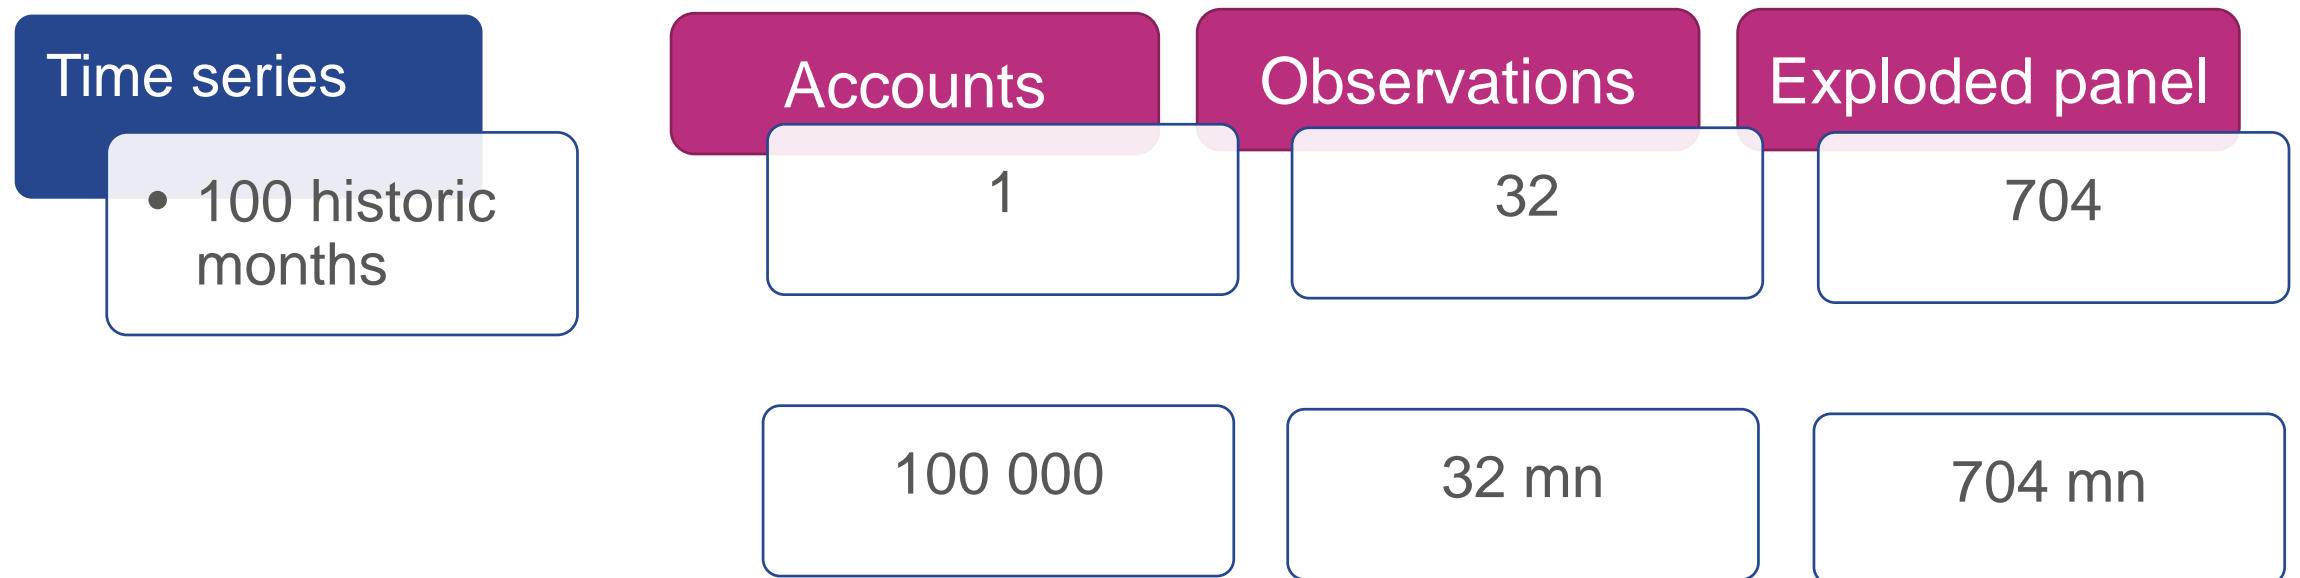 Time series
• 100 historic
months
Accounts
Observations
Exploded panel
1
32
704
100 000
32 mn
704 mn